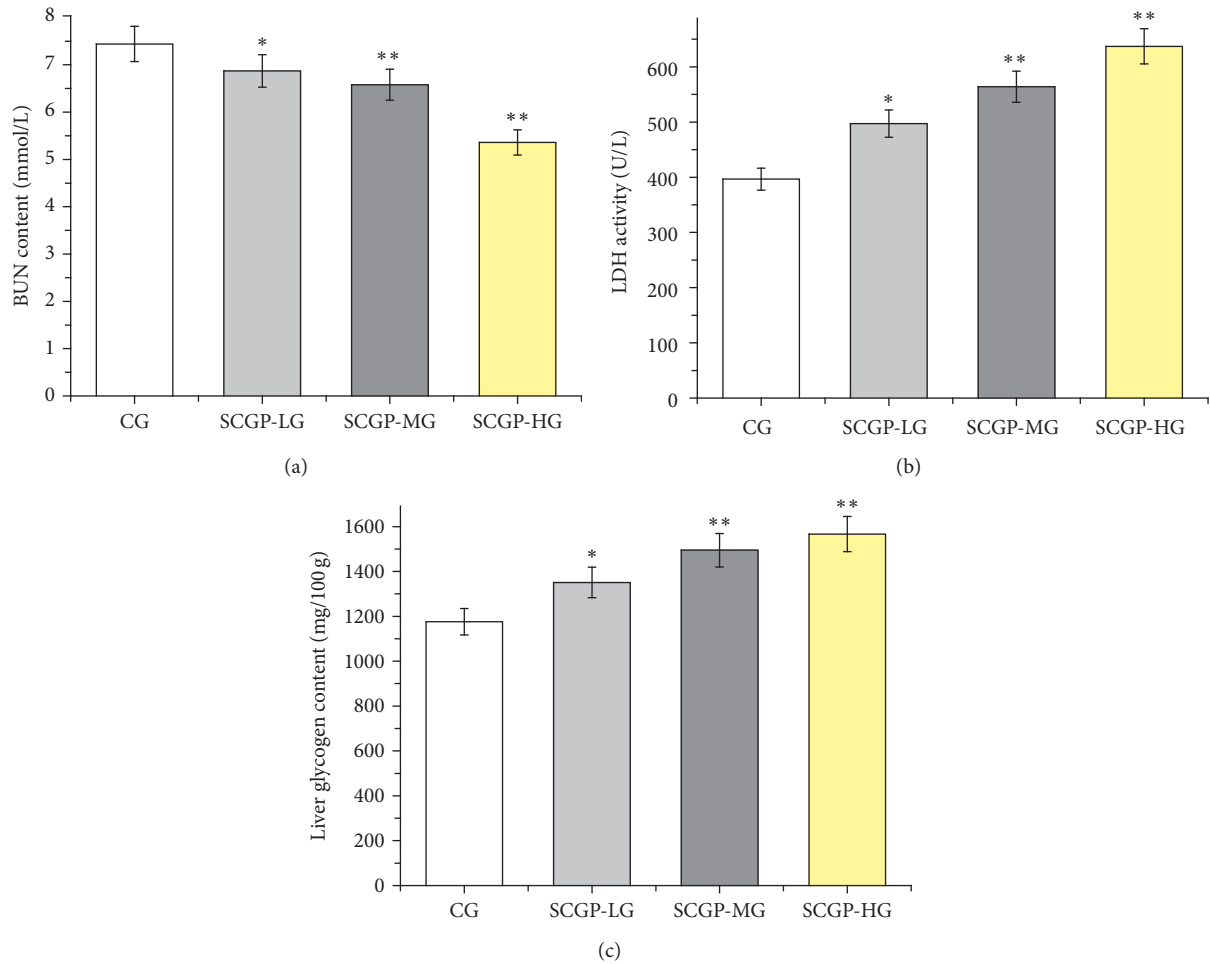 BUN content (mmol/L)
8
7
6
5
4
3
2
1
0
*
**
**
CG
SCGP-LG
SCGP-MG
SCGP-HG
(a)
LDH activity (U/L)
600
500
400
300
200
100
0
*
**
**
CG
SCGP-LG
SCGP-MG
SCGP-HG
(b)
Liver glycogen content (mg/100 g)
1600
1400
1200
1000
800
600
400
200
0
*
**
**
CG
SCGP-LG
SCGP-MG
SCGP-HG
(c)